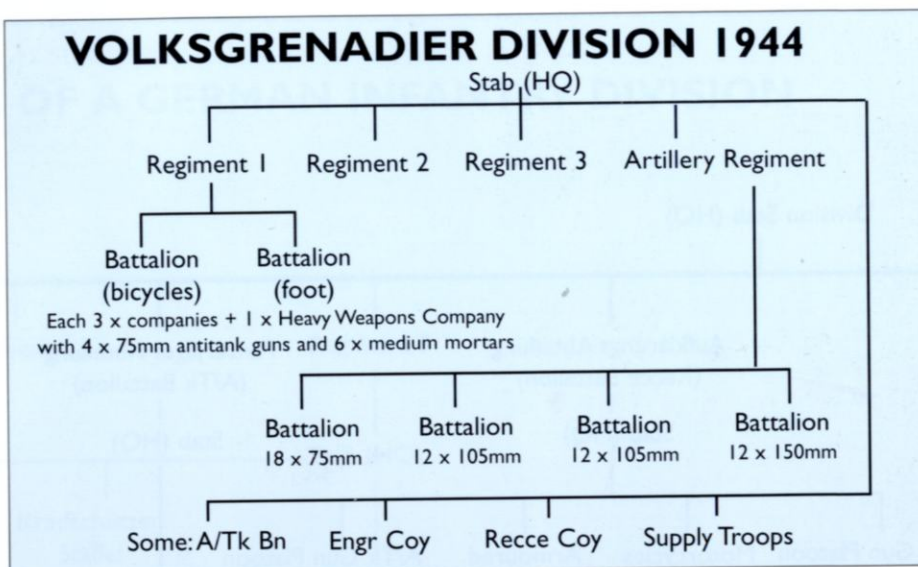 VOLKSGRENADIER DIVISION 1944
Stab (HQ)
Regiment 1 Regiment 2 Regiment 3 Artillery Regiment
Battalion Battalion
(bicycles) (foot)
Each 3 x companies + 1 x Heavy Weapons Company
with 4 x 75mm antitank guns and 6 x medium mortars
Battalion Battalion Battalion Battalion
18 x 75mm 12 x 105mm 12 x 105mm 12 x 150mm
Some: A/Tk Bn Engr Coy Recce Coy Supply Troops